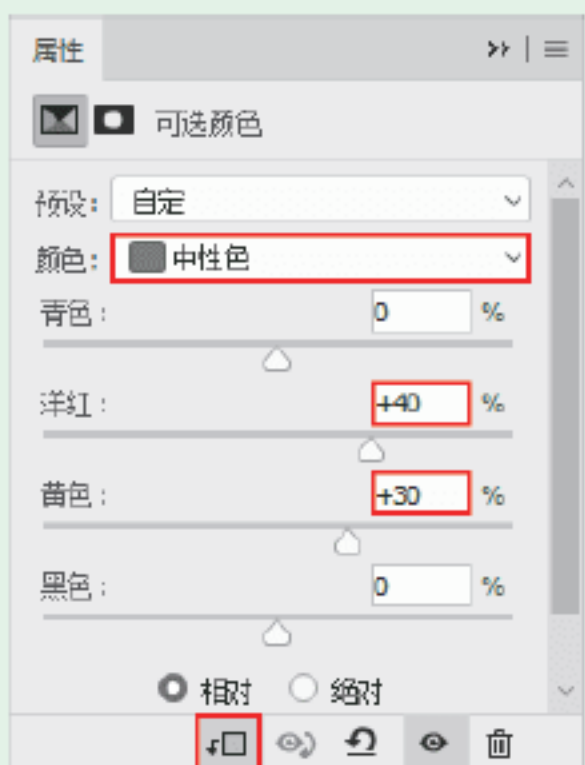 属性
可选颜色
预设： 自定
颜色： 中性色
青色： 0 %
洋红： +40 %
黄色： +30 %
黑色： 0 %
相对 绝对